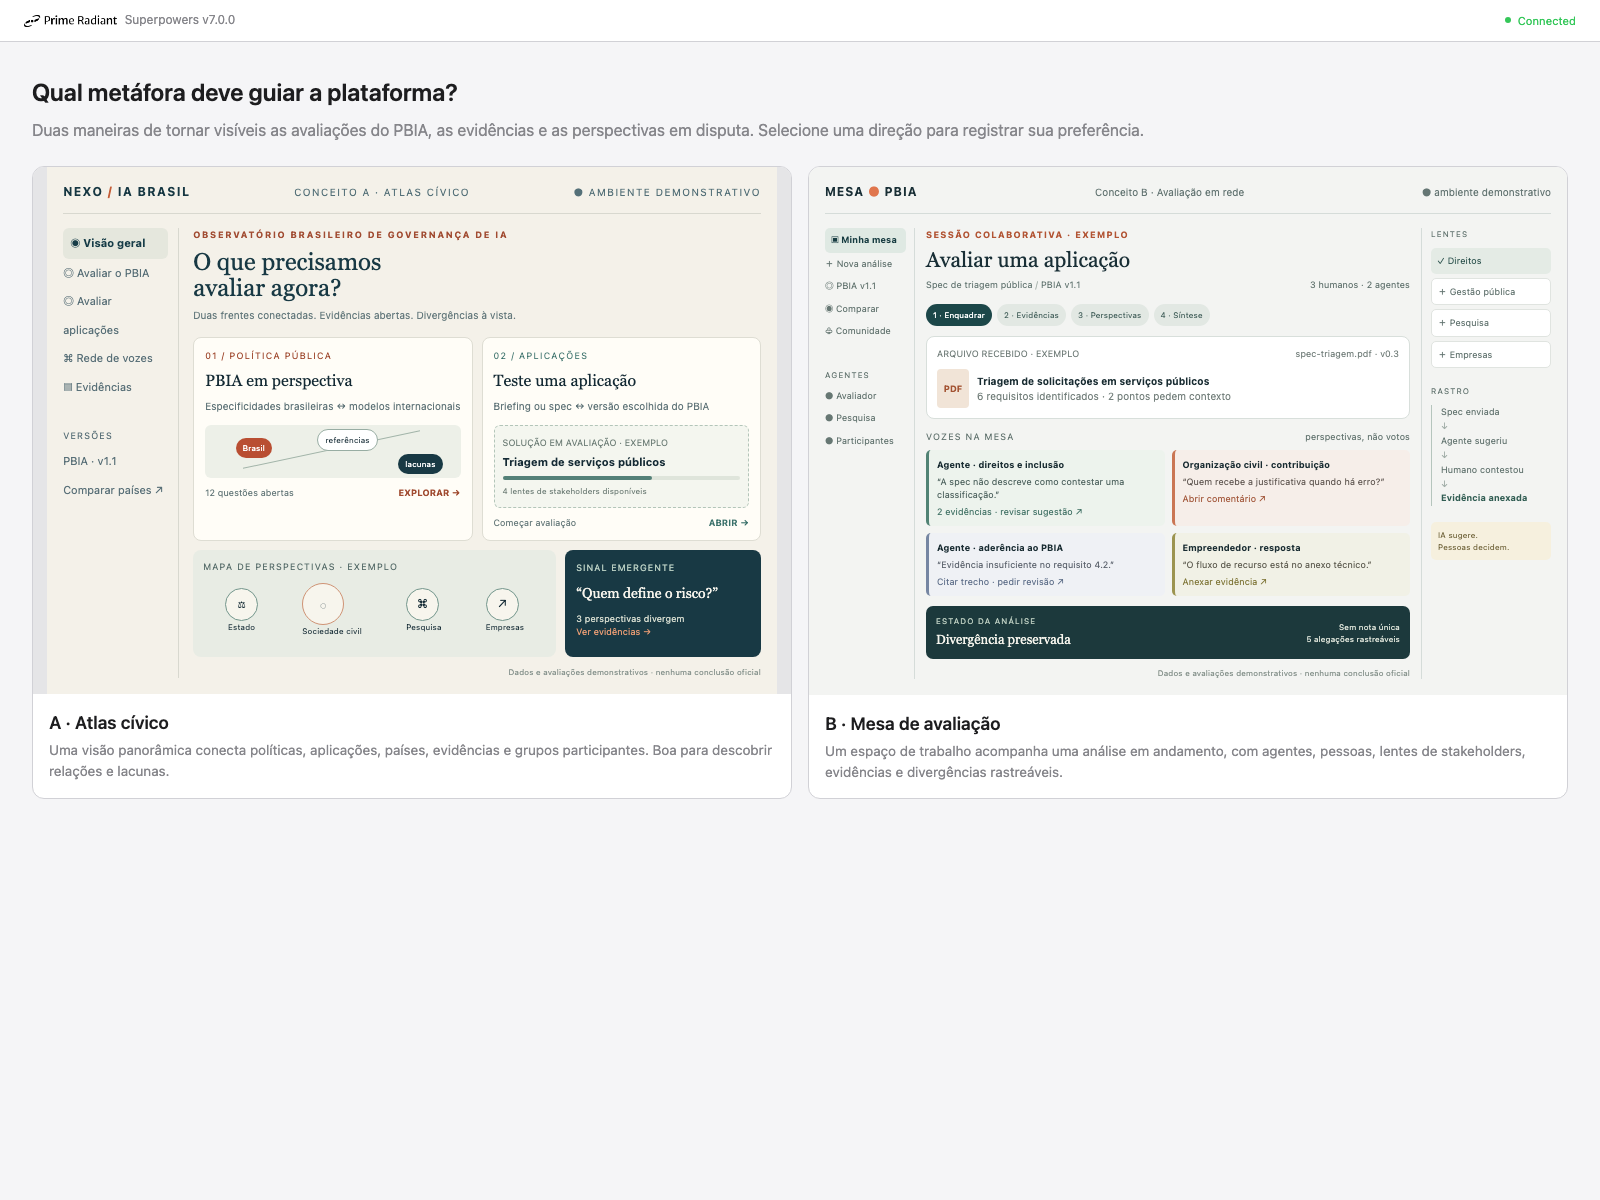 Prime Radiant Superpowers v7.0.0
Connected
Qual metáfora deve guiar a plataforma?
Duas maneiras de tornar visíveis as avaliações do PBIA, as evidências e as perspectivas em disputa. Selecione uma direção para registrar sua preferência.
NEXO / IA BRASIL
CONCEITO A · ATLAS CÍVICO
AMBIENTE DEMONSTRATIVO
Visão geral
Avaliar o PBIA
Avaliar
aplicações
⌘ Rede de vozes
Evidências
VERSÕES
PBIA · v1.1
Comparar países ↗
OBSERVATÓRIO BRASILEIRO DE GOVERNANÇA DE IA
O que precisamos
avaliar agora?
Duas frentes conectadas. Evidências abertas. Divergências à vista.
01 / POLÍTICA PÚBLICA
PBIA em perspectiva
Especificidades brasileiras ↔ modelos internacionais
Brasil
referências
lacunas
12 questões abertas
EXPLORAR →
02 / APLICAÇÕES
Teste uma aplicação
Briefing ou spec ↔ versão escolhida do PBIA
SOLUÇÃO EM AVALIAÇÃO · EXEMPLO
Triagem de serviços públicos
4 lentes de stakeholders disponíveis
Começar avaliação
ABRIR →
MAPA DE PERSPECTIVAS · EXEMPLO
Estado
Sociedade civil
⌘
Pesquisa
↗
Empresas
SINAL EMERGENTE
“Quem define o risco?”
3 perspectivas divergem
Ver evidências →
Dados e avaliações demonstrativos · nenhuma conclusão oficial
A · Atlas cívico
Uma visão panorâmica conecta políticas, aplicações, países, evidências e grupos participantes. Boa para descobrir
relações e lacunas.
MESA PBIA
Conceito B · Avaliação em rede
ambiente demonstrativo
Minha mesa
+ Nova análise
PBIA v1.1
Comparar
Comunidade
AGENTES
Avaliador
Pesquisa
Participantes
SESSÃO COLABORATIVA · EXEMPLO
Avaliar uma aplicação
Spec de triagem pública / PBIA v1.1
3 humanos · 2 agentes
1 · Enquadrar
2 · Evidências
3 · Perspectivas
4 · Síntese
ARQUIVO RECEBIDO · EXEMPLO
spec-triagem.pdf · v0.3
PDF
Triagem de solicitações em serviços públicos
6 requisitos identificados · 2 pontos pedem contexto
VOZES NA MESA
perspectivas, não votos
Agente · direitos e inclusão
“A spec não descreve como contestar uma
classificação.”
2 evidências · revisar sugestão ↗
Organização civil · contribuição
“Quem recebe a justificativa quando há erro?”
Abrir comentário ↗
Agente · aderência ao PBIA
“Evidência insuficiente no requisito 4.2.”
Citar trecho · pedir revisão ↗
Empreendedor · resposta
“O fluxo de recurso está no anexo técnico.”
Anexar evidência ↗
ESTADO DA ANÁLISE
Divergência preservada
Sem nota única
5 alegações rastreáveis
Dados e avaliações demonstrativos · nenhuma conclusão oficial
LENTES
✓ Direitos
+ Gestão pública
+ Pesquisa
+ Empresas
RASTRO
Spec enviada
↓
Agente sugeriu
↓
Humano contestou
↓
Evidência anexada
IA sugere.
Pessoas decidem.
B · Mesa de avaliação
Um espaço de trabalho acompanha uma análise em andamento, com agentes, pessoas, lentes de stakeholders,
evidências e divergências rastreáveis.